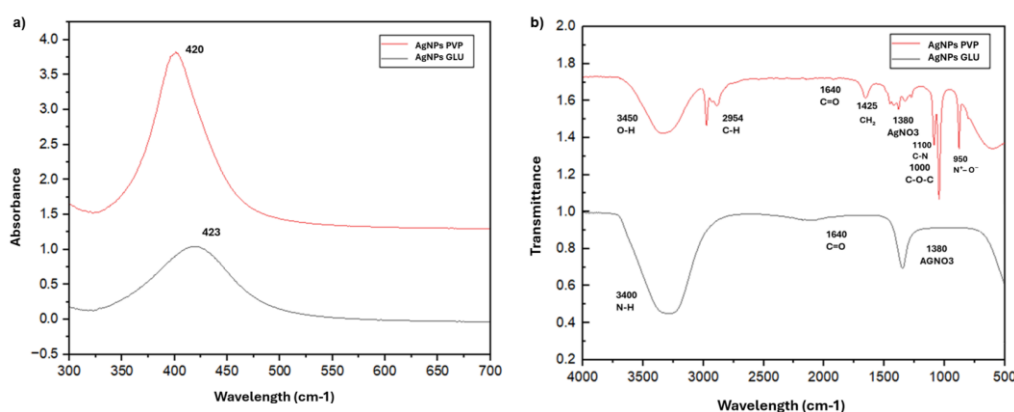 a)
AgNPs PVP
AgNPs GLU
420
423
4.0
3.5
3.0
2.5
2.0
1.5
1.0
0.5
0.0
−0.5
Absorbance
300 350 400 450 500 550 600 650 700
Wavelength (cm-1)
b)
AgNPs PVP
AgNPs GLU
3450
O-H
2954
C-H
1640
C=O
1425
CH₂
1380
AgNO3
1100
C-N
1000
C-O-C
950
N⁺–O⁻
3400
N-H
1640
C=O
1380
AGNO3
2.0
1.8
1.6
1.4
1.2
1.0
0.8
0.6
0.4
0.2
Transmittance
4000 3500 3000 2500 2000 1500 1000 500
Wavelength (cm-1)